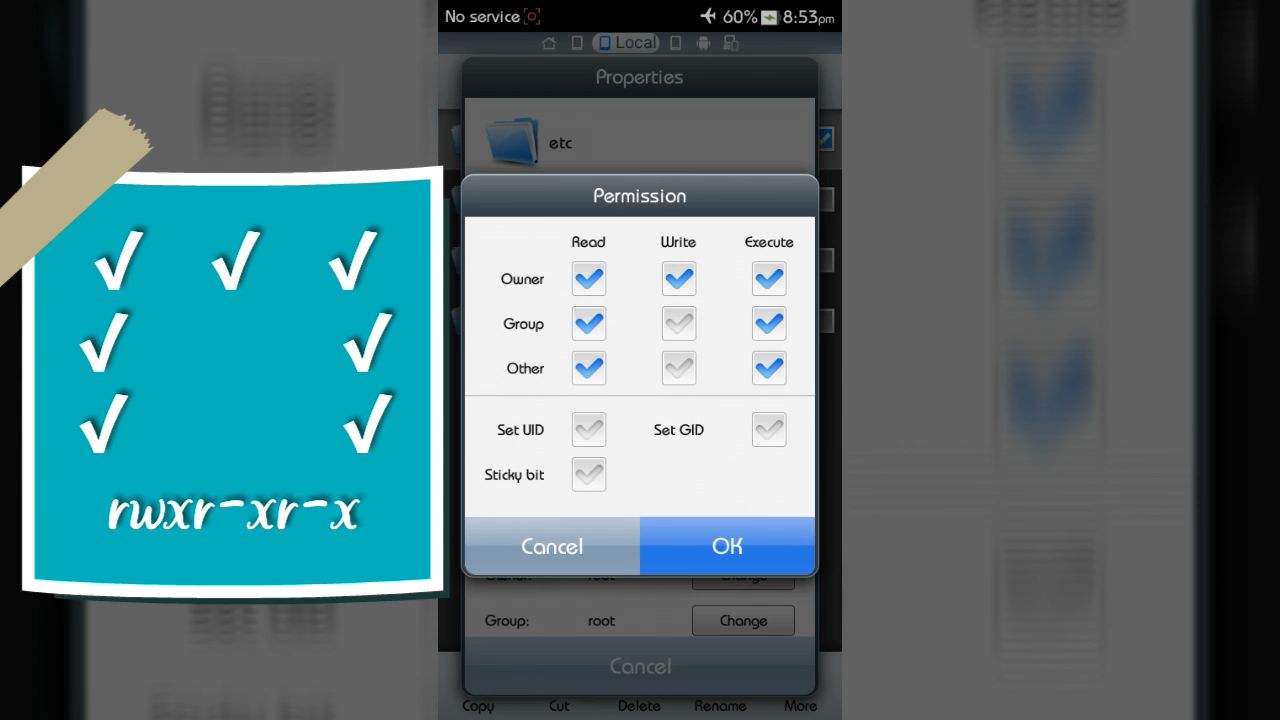 No service 60% 8:53pm
Local
Properties
etc
Permission
Read Write Execute
Owner
Group
Other
Set UID Set GID
Sticky bit
Cancel OK
root
Group: root Change
Cancel
Copy Cut Delete Rename More
√ √ √
√ √
√ √
rwxr-xr-x